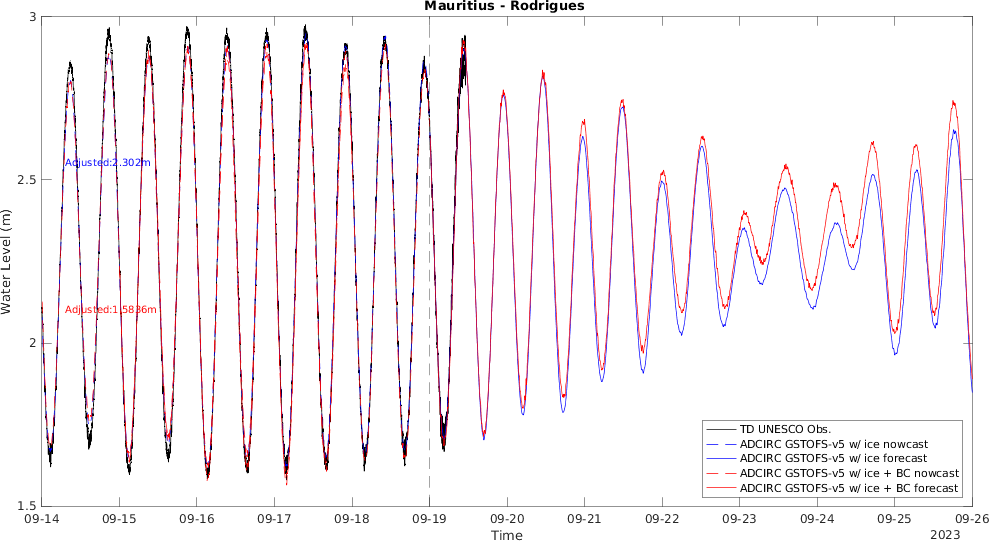 Mauritius - Rodrigues
Water Level (m)
3
2.5
2
1.5
Adjusted:2.302m
Adjusted:1.5836m
TD UNESCO Obs.
ADCIRC GSTOFS-v5 w/ ice nowcast
ADCIRC GSTOFS-v5 w/ ice forecast
ADCIRC GSTOFS-v5 w/ ice + BC nowcast
ADCIRC GSTOFS-v5 w/ ice + BC forecast
09-14 09-15 09-16 09-17 09-18 09-19 09-20 09-21 09-22 09-23 09-24 09-25 09-26
Time
2023